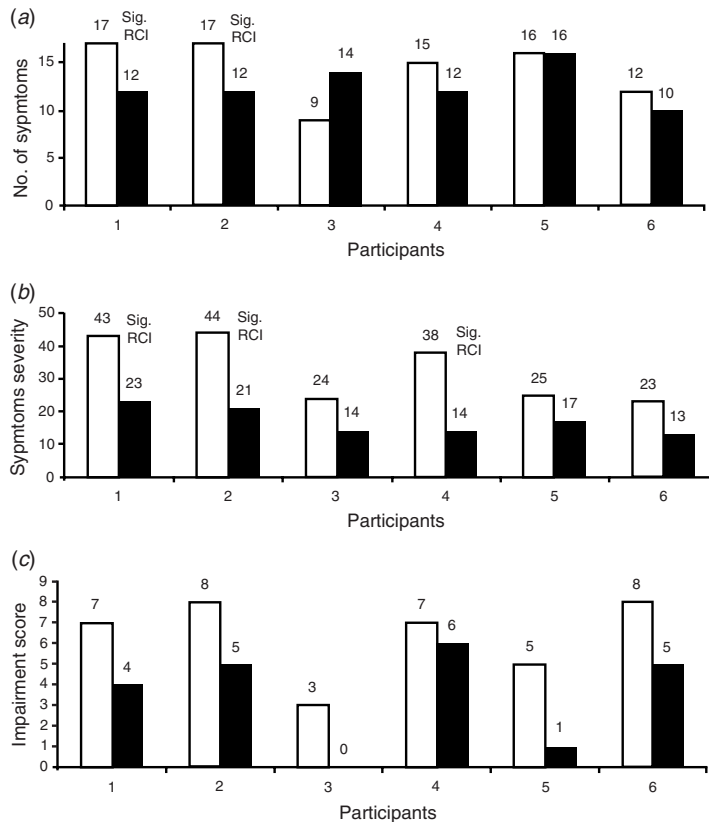 (a)
No. of sypmtoms
15
10
5
0
17
Sig.
RCI
12
17
Sig.
RCI
12
9
14
15
12
16
16
12
10
1 2 3 4 5 6
Participants
(b)
Sypmtoms severity
50
40
30
20
10
0
43
Sig.
RCI
23
44
Sig.
RCI
21
24
14
38
Sig.
RCI
14
25
17
23
13
1 2 3 4 5 6
Participants
(c)
Impairment score
9
8
7
6
5
4
3
2
1
0
7
4
8
5
3
0
7
6
5
1
8
5
1 2 3 4 5 6
Participants